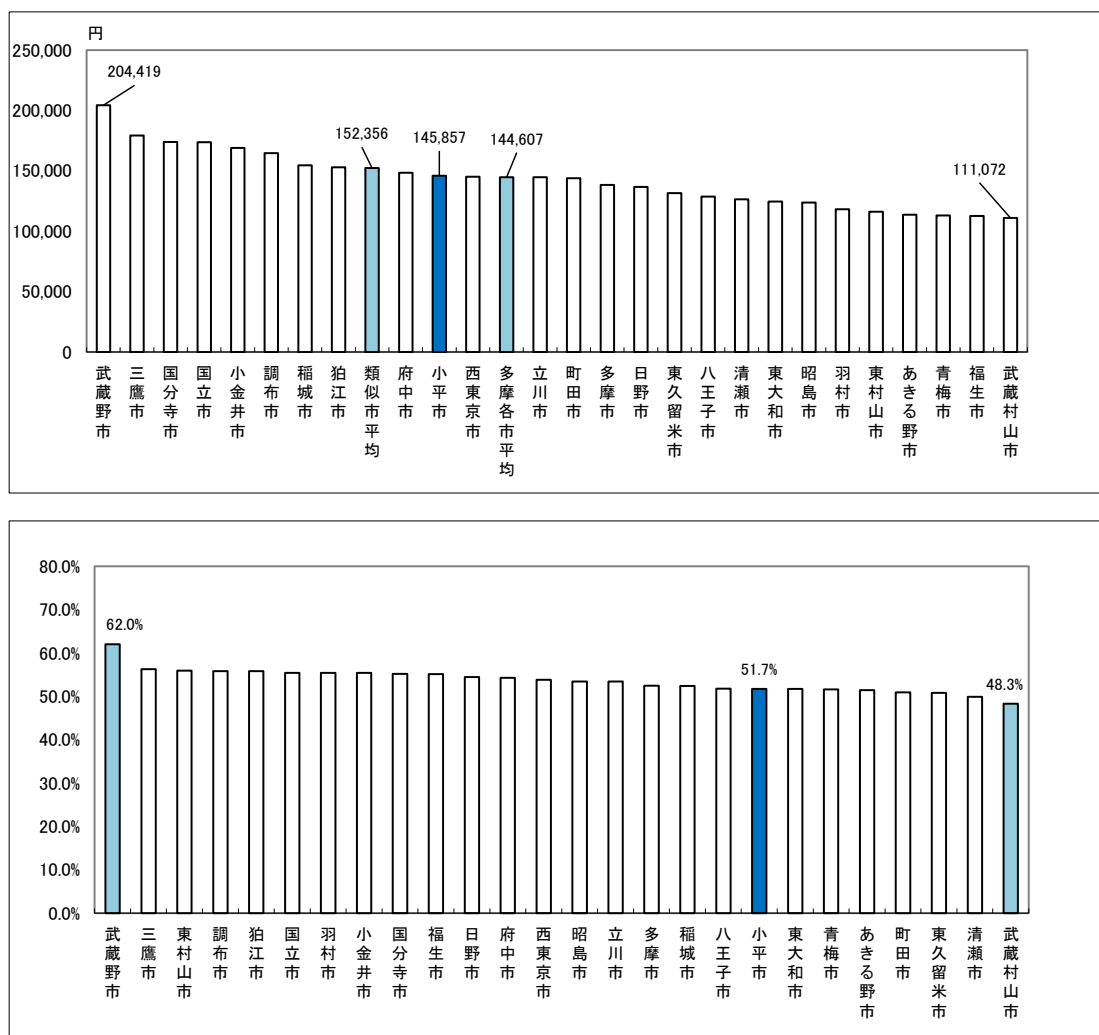 円
250,000
204,419
200,000
152,356
145,857
144,607
150,000
111,072
100,000
50,000
0
武蔵野市
三鷹市
国分寺市
国立市
小金井市
調布市
稲城市
狛江市
類似市平均
府中市
小平市
西東京市
多摩各市平均
立川市
町田市
多摩市
日野市
東久留米市
八王子市
清瀬市
東大和市
昭島市
羽村市
東村山市
あきる野市
青梅市
福生市
武蔵村山市
80.0%
70.0%
62.0%
60.0%
51.7%
48.3%
50.0%
40.0%
30.0%
20.0%
10.0%
0.0%
武蔵野市
三鷹市
東村山市
調布市
狛江市
国立市
羽村市
小金井市
国分寺市
福生市
日野市
府中市
西東京市
昭島市
立川市
多摩市
稲城市
八王子市
小平市
東大和市
青梅市
あきる野市
町田市
東久留米市
清瀬市
武蔵村山市